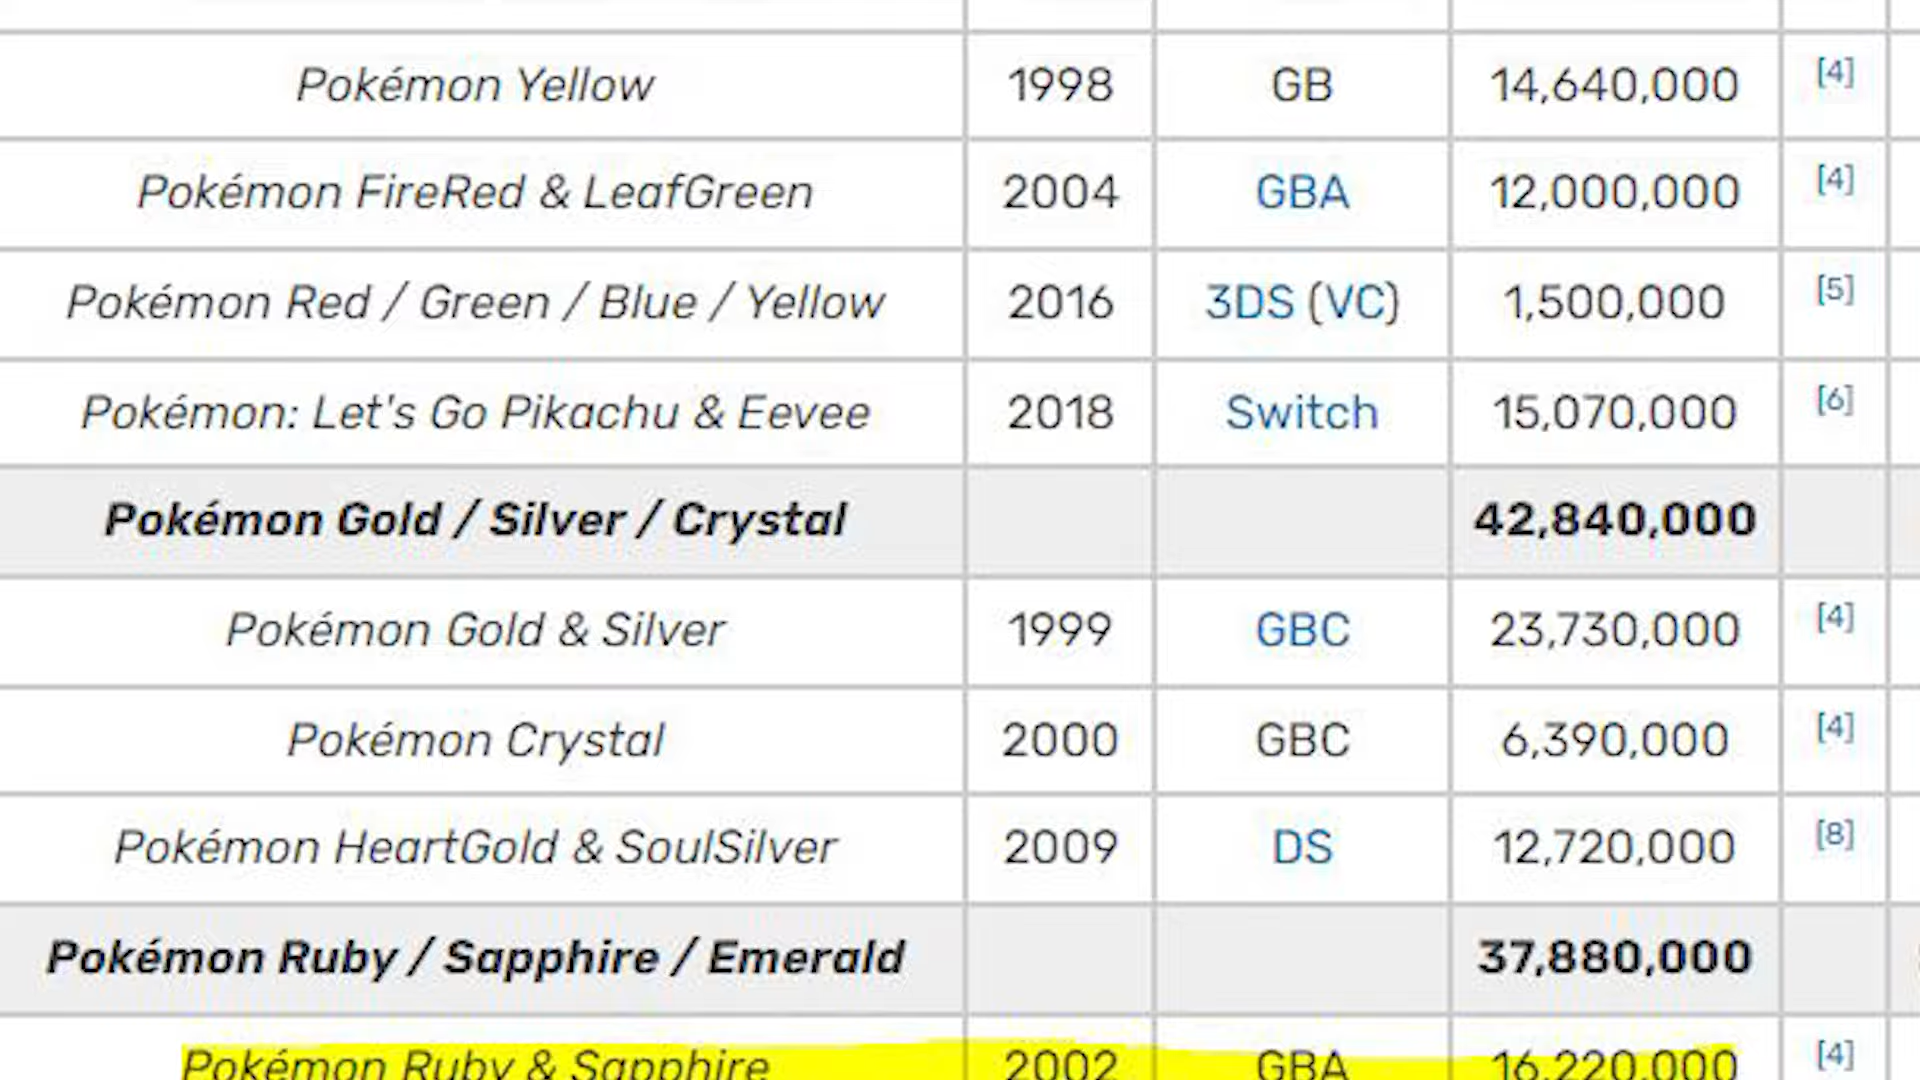 Pokémon Yellow 1998 GB 14,640,000 [4]
Pokémon FireRed & LeafGreen 2004 GBA 12,000,000 [4]
Pokémon Red / Green / Blue / Yellow 2016 3DS (VC) 1,500,000 [5]
Pokémon: Let's Go Pikachu & Eevee 2018 Switch 15,070,000 [6]
Pokémon Gold / Silver / Crystal 42,840,000
Pokémon Gold & Silver 1999 GBC 23,730,000 [4]
Pokémon Crystal 2000 GBC 6,390,000 [4]
Pokémon HeartGold & SoulSilver 2009 DS 12,720,000 [8]
Pokémon Ruby / Sapphire / Emerald 37,880,000
Pokémon Ruby & Sapphire 2002 GBA 16,220,000 [4]